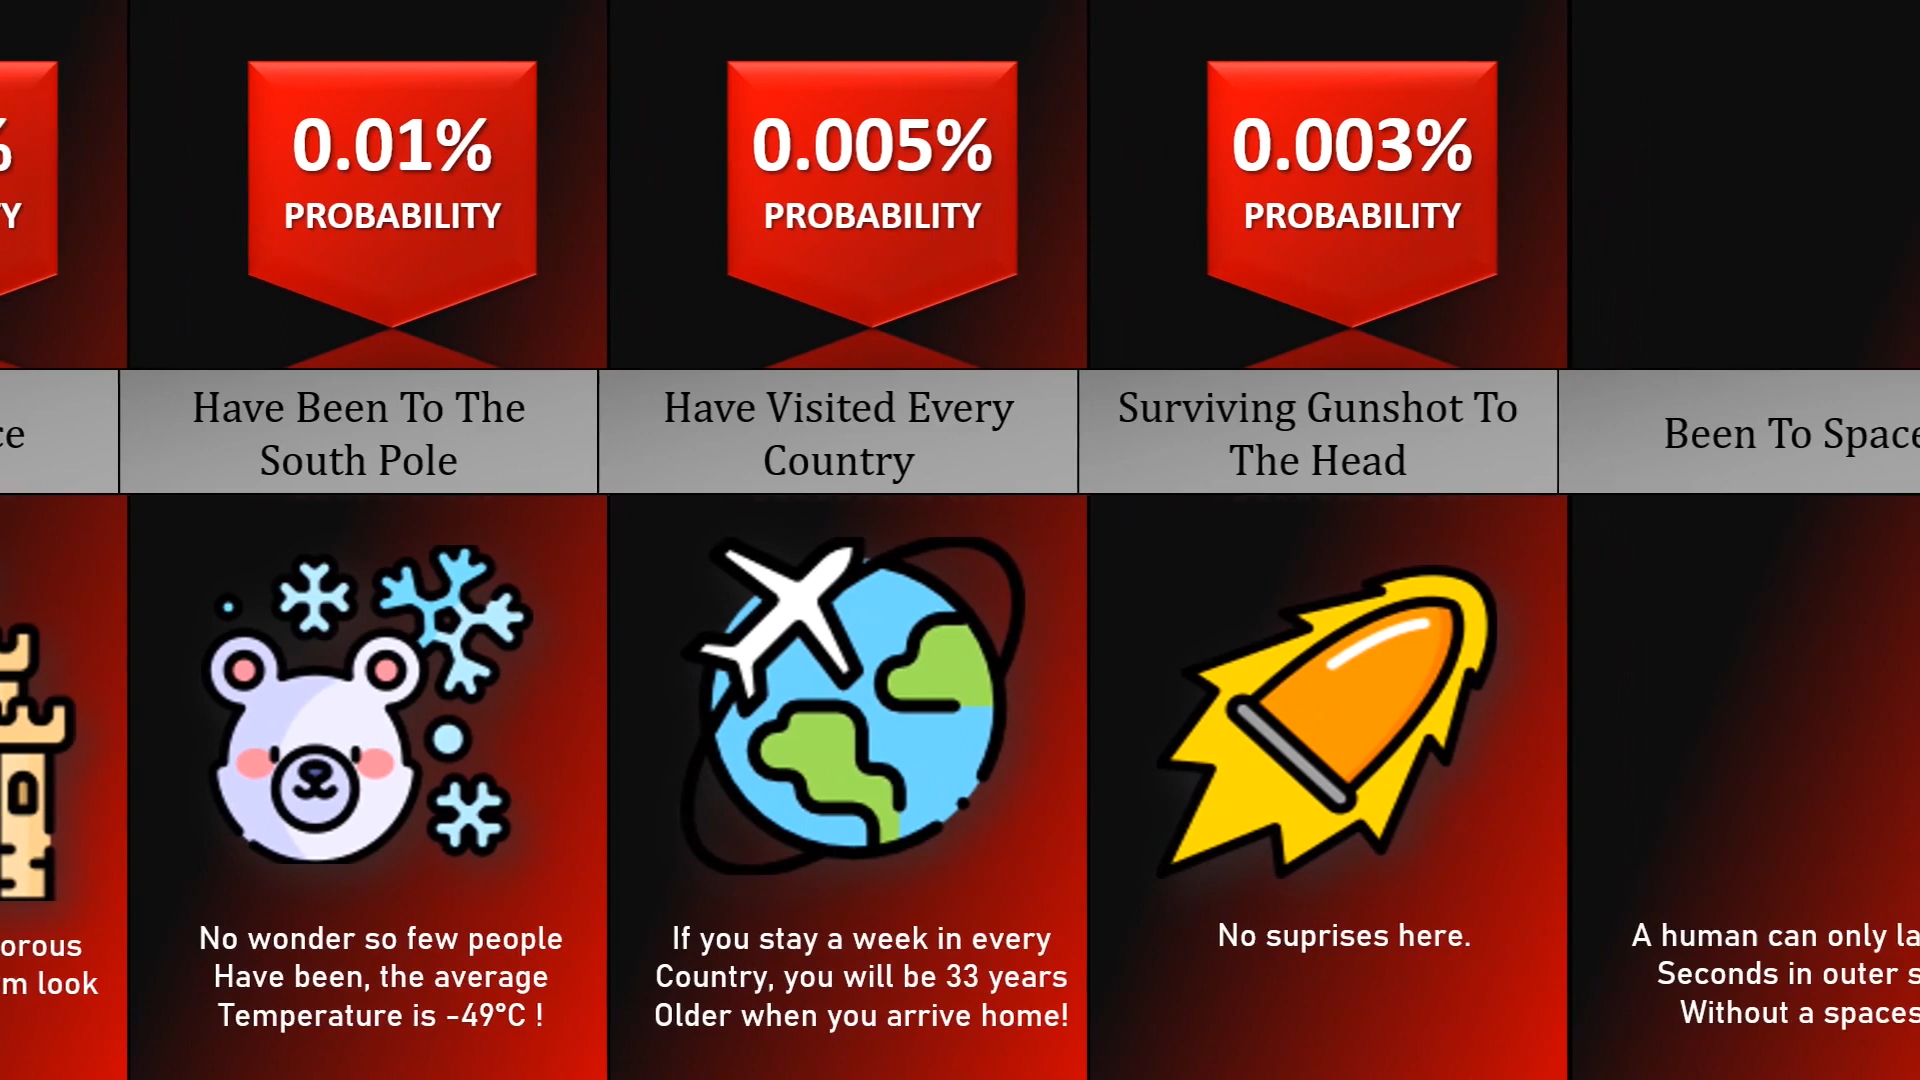 %
0.01%
PROBABILITY
0.005%
PROBABILITY
0.003%
PROBABILITY
Have Been To The
South Pole
Have Visited Every
Country
Surviving Gunshot To
The Head
Been To Space
No wonder so few people
Have been, the average
Temperature is -49°C !
If you stay a week in every
Country, you will be 33 years
Older when you arrive home!
No suprises here.
A human can only
Seconds in outer
Without a
look